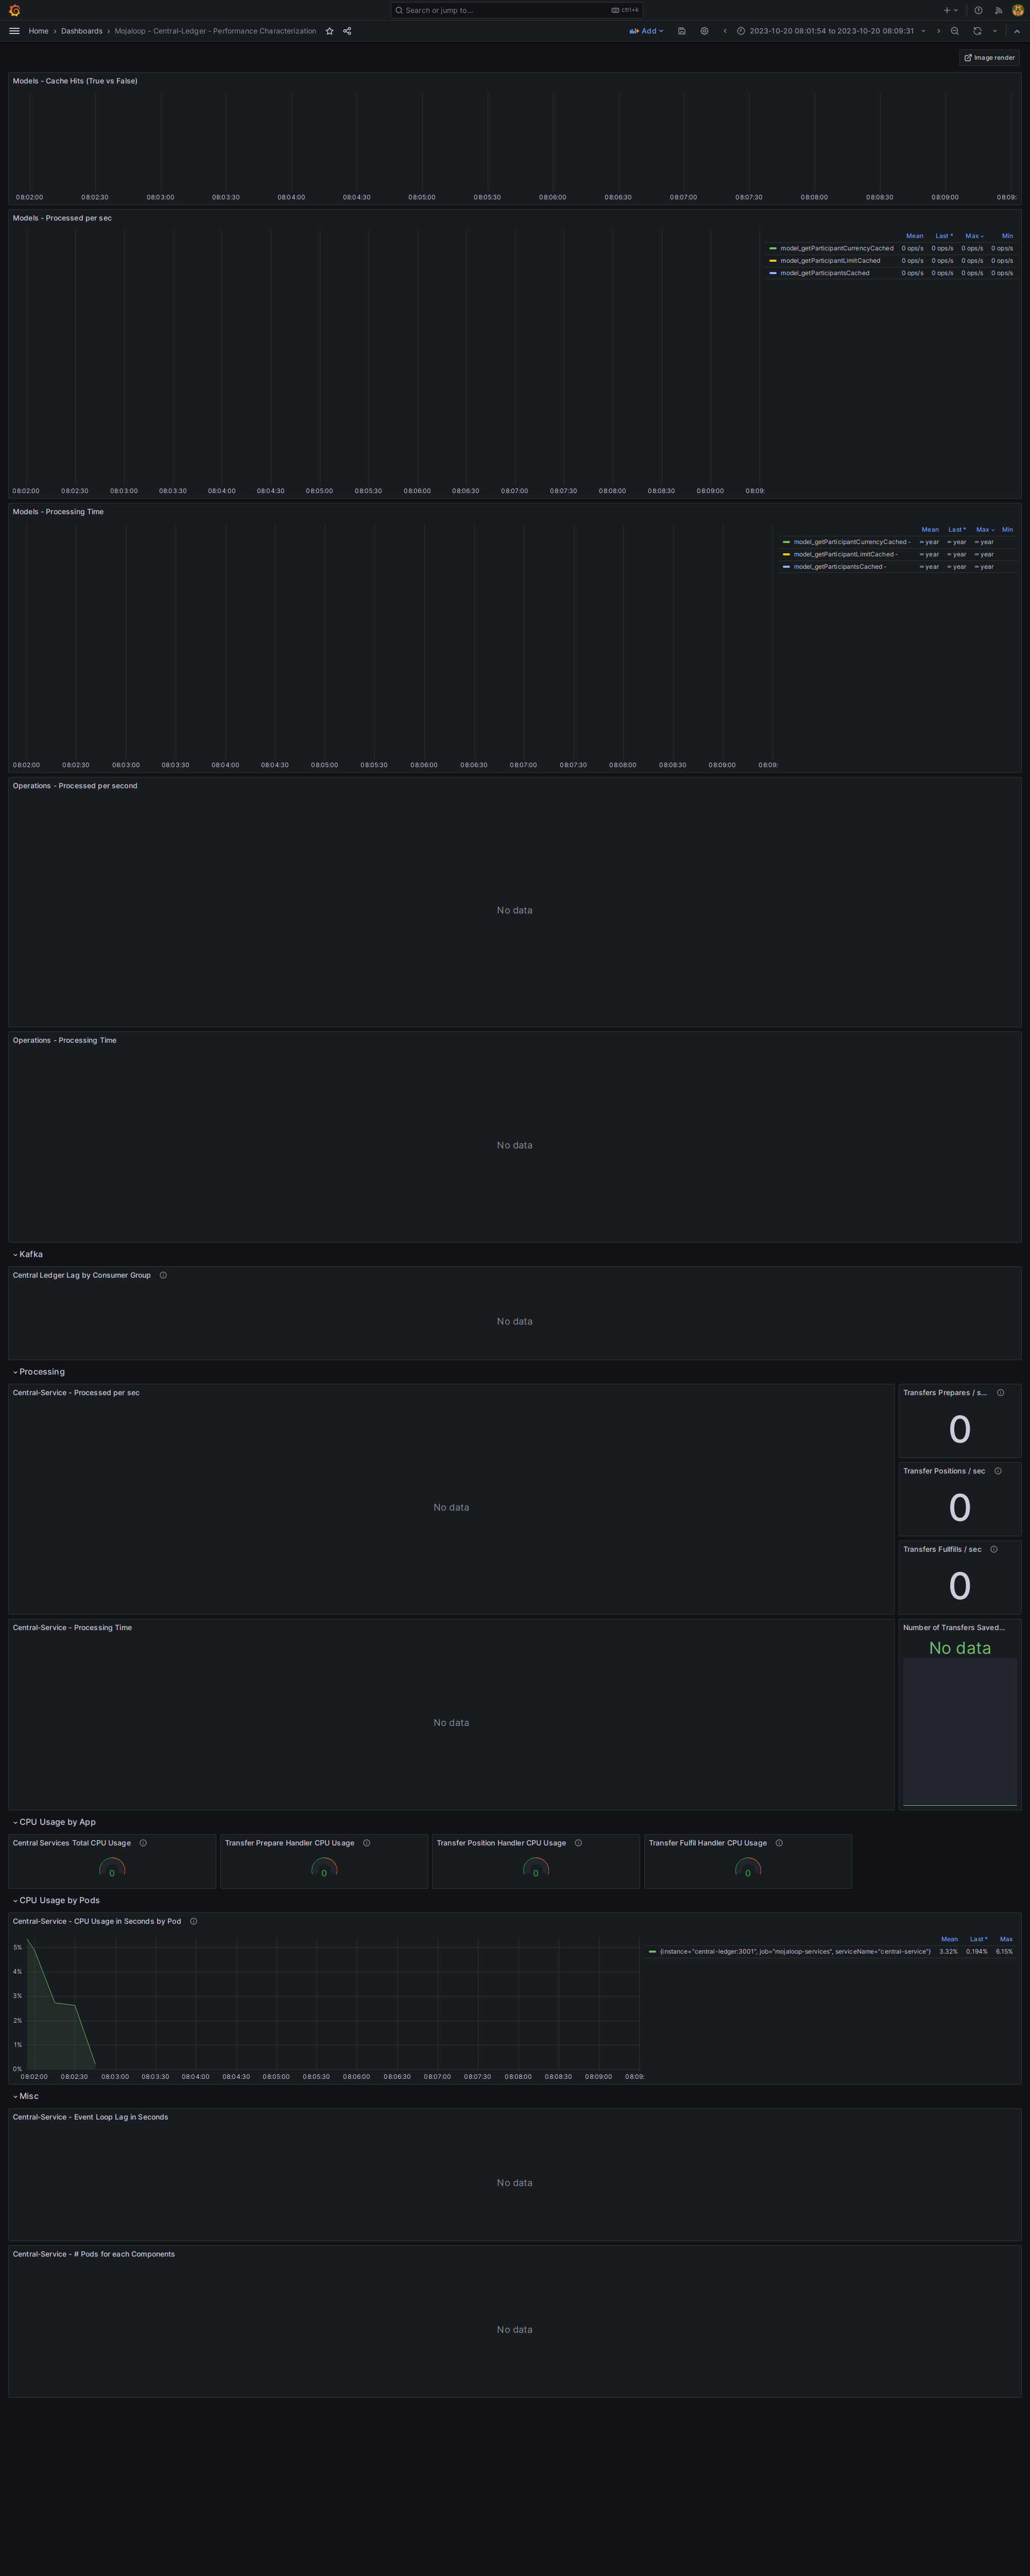 Search or jump to... ctrl+k
Home > Dashboards > Mojaloop - Central-Ledger - Performance Characterization Add 2023-10-20 08:01:54 to 2023-10-20 08:09:31
Image render
Models - Cache Hits (True vs False)
08:02:00 08:02:30 08:03:00 08:03:30 08:04:00 08:04:30 08:05:00 08:05:30 08:06:00 08:06:30 08:07:00 08:07:30 08:08:00 08:08:30 08:09:00 08:09:
Models - Processed per sec
Mean Last * Max Min
model_getParticipantCurrencyCached 0 ops/s 0 ops/s 0 ops/s 0 ops/s
model_getParticipantLimitCached 0 ops/s 0 ops/s 0 ops/s 0 ops/s
model_getParticipantsCached 0 ops/s 0 ops/s 0 ops/s 0 ops/s
08:02:00 08:02:30 08:03:00 08:03:30 08:04:00 08:04:30 08:05:00 08:05:30 08:06:00 08:06:30 08:07:00 08:07:30 08:08:00 08:08:30 08:09:00 08:09:
Models - Processing Time
Mean Last * Max Min
model_getParticipantCurrencyCached - ∞ year ∞ year ∞ year
model_getParticipantLimitCached - ∞ year ∞ year ∞ year
model_getParticipantsCached - ∞ year ∞ year ∞ year
08:02:00 08:02:30 08:03:00 08:03:30 08:04:00 08:04:30 08:05:00 08:05:30 08:06:00 08:06:30 08:07:00 08:07:30 08:08:00 08:08:30 08:09:00 08:09:
Operations - Processed per second
No data
Operations - Processing Time
No data
Kafka
Central Ledger Lag by Consumer Group
No data
Processing
Central-Service - Processed per sec
No data
Transfers Prepares / s...
0
Transfer Positions / sec
0
Transfers Fullfills / sec
0
Central-Service - Processing Time
No data
Number of Transfers Saved...
No data
CPU Usage by App
Central Services Total CPU Usage
0
Transfer Prepare Handler CPU Usage
0
Transfer Position Handler CPU Usage
0
Transfer Fulfil Handler CPU Usage
0
CPU Usage by Pods
Central-Service - CPU Usage in Seconds by Pod
Mean Last * Max
{instance="central-ledger:3001", job="mojaloop-services", serviceName="central-service"} 3.32% 0.194% 6.15%
5%
4%
3%
2%
1%
0%
08:02:00 08:02:30 08:03:00 08:03:30 08:04:00 08:04:30 08:05:00 08:05:30 08:06:00 08:06:30 08:07:00 08:07:30 08:08:00 08:08:30 08:09:00 08:09:
Misc
Central-Service - Event Loop Lag in Seconds
No data
Central-Service - # Pods for each Components
No data